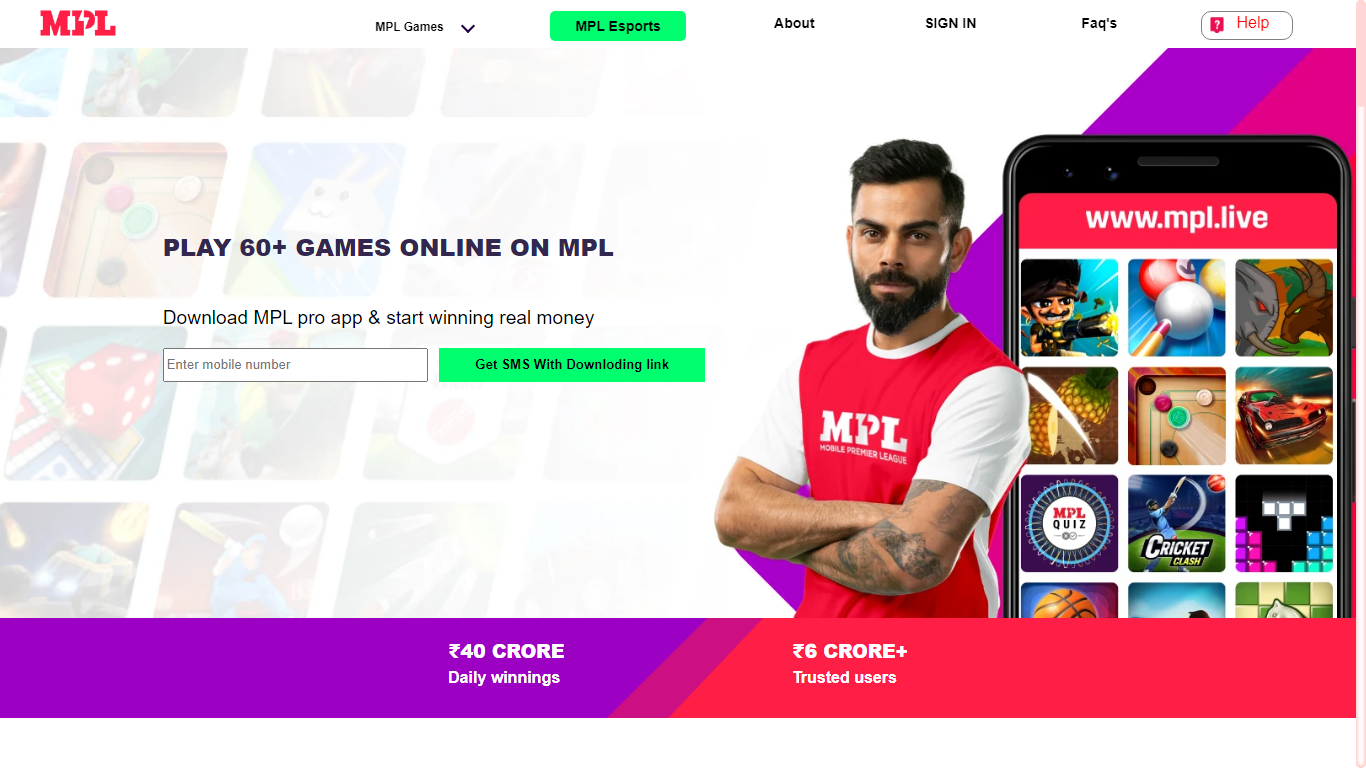 MPL
MPL Games
MPL Esports
About
SIGN IN
Faq's
? Help
www.mpl.live
PLAY 60+ GAMES ONLINE ON MPL
Download MPL pro app & start winning real money
Enter mobile number
Get SMS With Downloding link
MPL
MOBILE PREMIER LEAGUE
MPL
QUIZ
CRICKET
CLASH
₹40 CRORE
Daily winnings
₹6 CRORE+
Trusted users